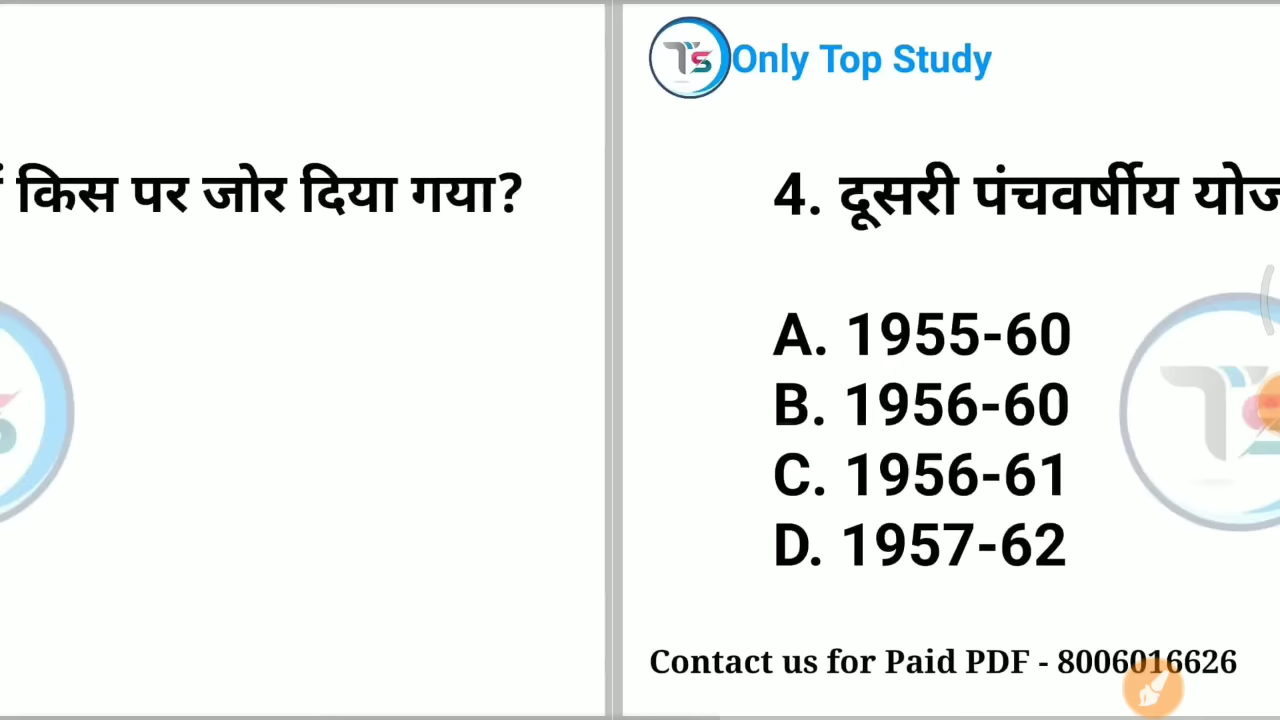 किस पर जोर दिया गया?
Ts Only Top Study
4. दूसरी पंचवर्षीय
A. 1955-60
B. 1956-60
C. 1956-61
D. 1957-62
Contact us for Paid PDF - 8006016626